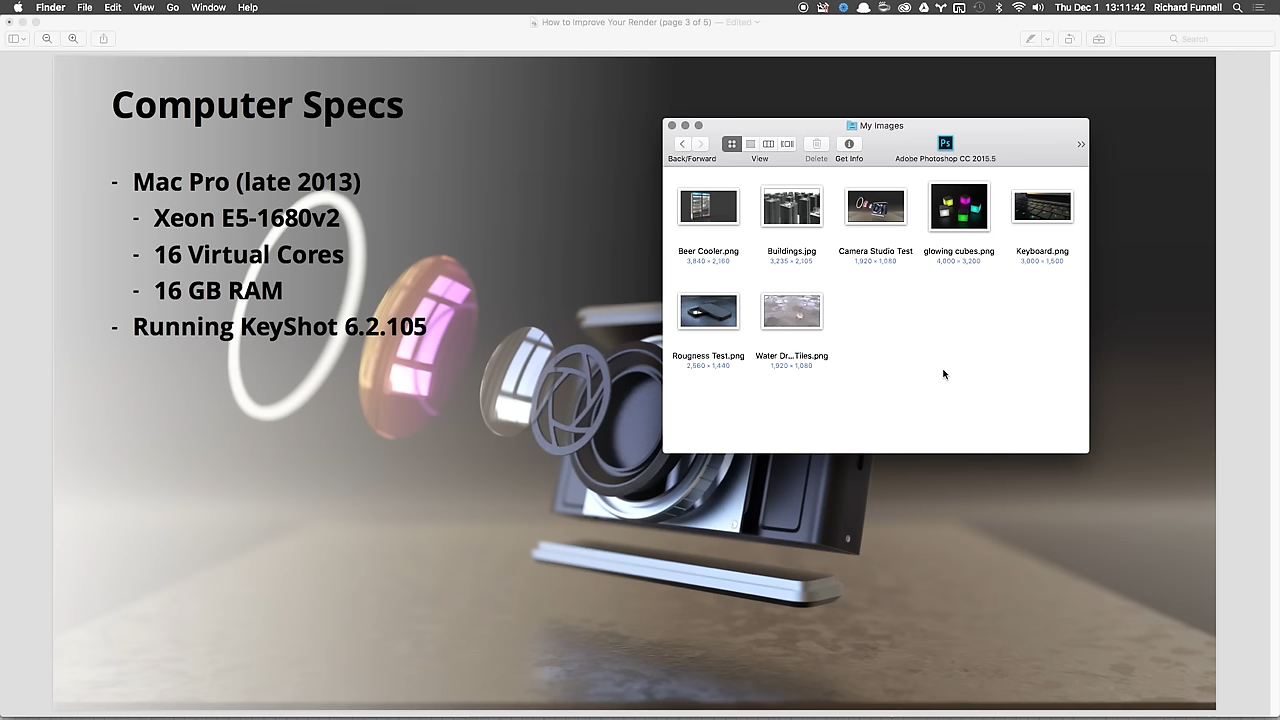 Finder File Edit View Go Window Help
Thu Dec 1 13:11:42 Richard Funnell
How to Improve Your Render (page 3 of 5) — Edited
Search
Computer Specs
- Mac Pro (late 2013)
- Xeon E5-1680v2
- 16 Virtual Cores
- 16 GB RAM
- Running KeyShot 6.2.105
My Images
Ps
Back/Forward View Delete Get Info Adobe Photoshop CC 2015.5
Beer Cooler.png Buildings.jpg Camera Studio Test glowing cubes.png Keyboard.png
3,840 × 2,160 3,235 × 2,105 1,920 × 1,080 4,000 × 3,200 3,000 × 1,500
Rougness Test.png Water Dr...Tiles.png
2,560 × 1,440 1,920 × 1,080